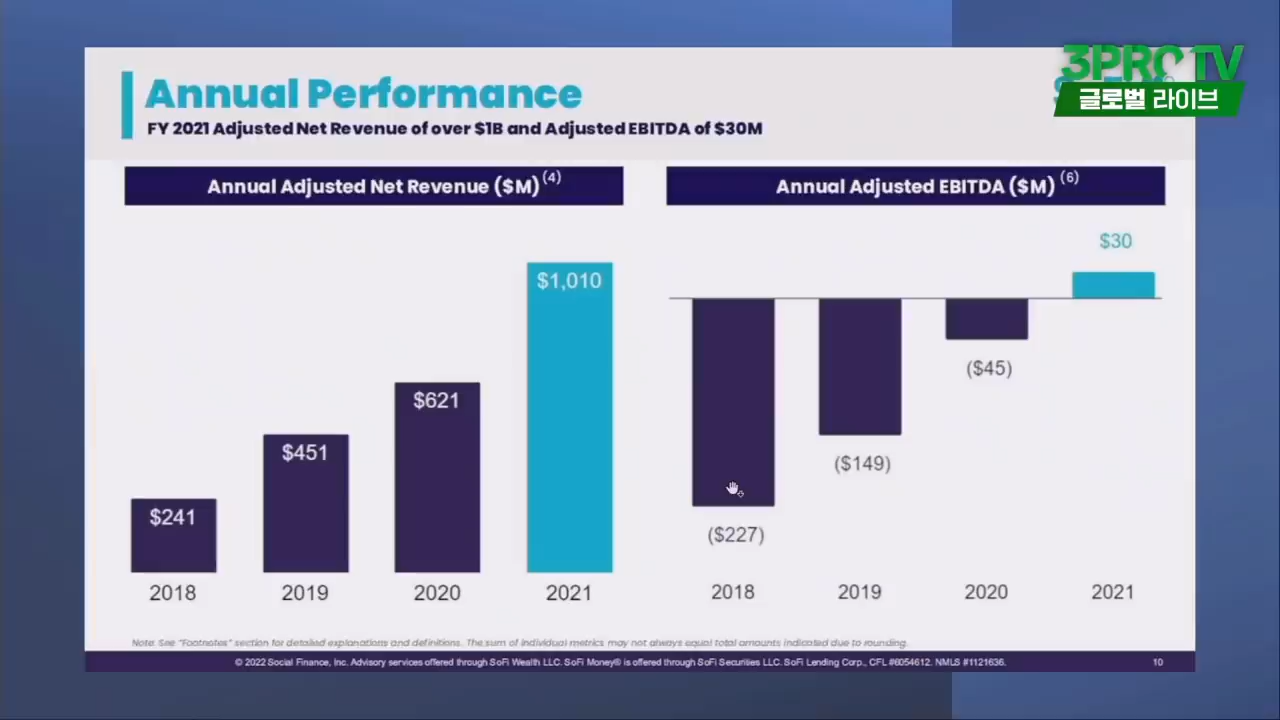 3PRO TV
글로벌 라이브
Annual Performance
FY 2021 Adjusted Net Revenue of over $1B and Adjusted EBITDA of $30M
Annual Adjusted Net Revenue ($M) (4)
$241
$451
$621
$1,010
2018 2019 2020 2021
Annual Adjusted EBITDA ($M) (6)
$30
($45)
($149)
($227)
2018 2019 2020 2021
Note: See "Footnotes" section for detailed explanations and definitions. The sum of individual metrics may not always equal total amounts indicated due to rounding.
© 2022 Social Finance, Inc. Advisory services offered through SoFi Wealth LLC. SoFi Money® is offered through SoFi Securities LLC. SoFi Lending Corp., CFL #6054612. NMLS #1121636.
10